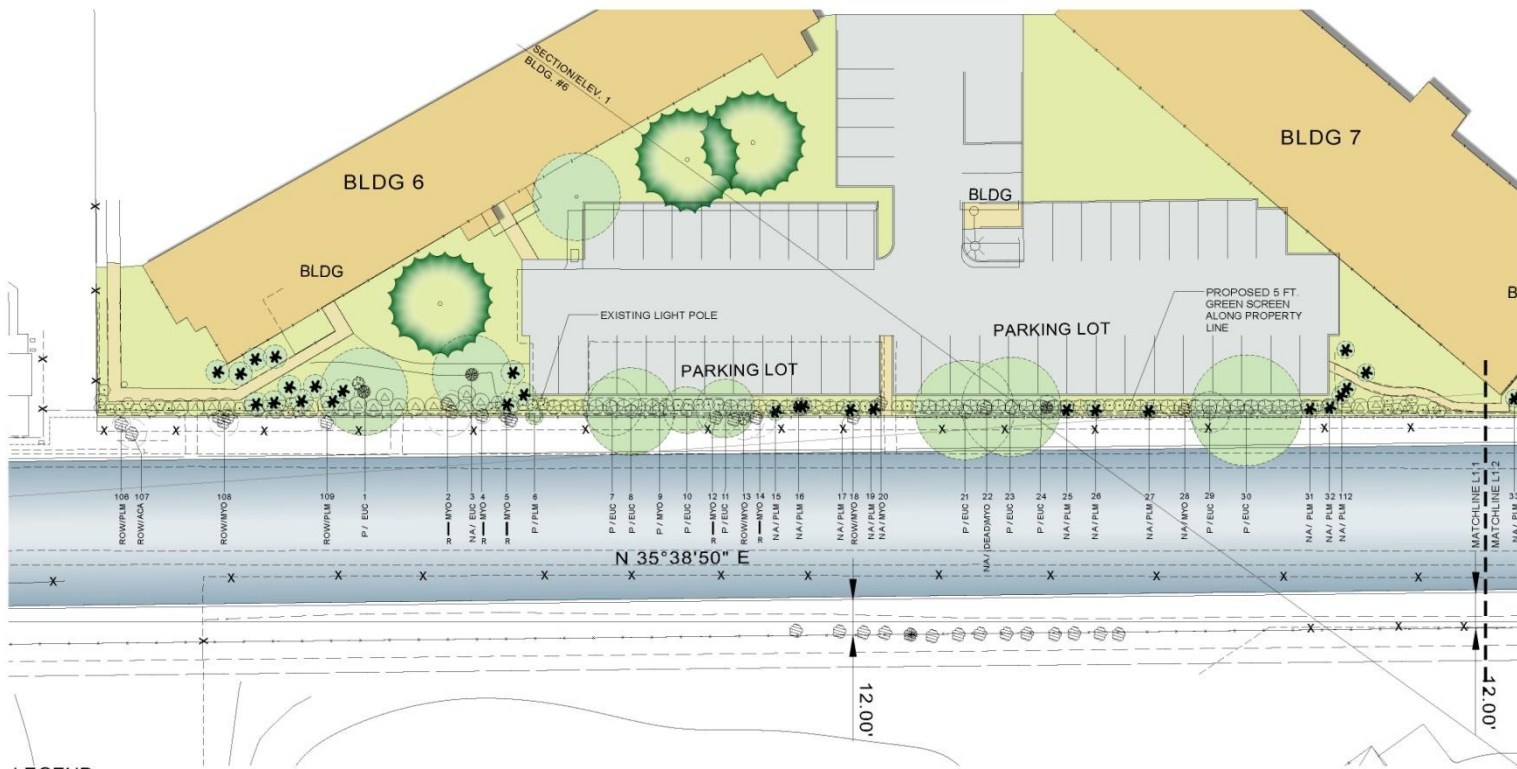 SECTION/ELEV. 1
BLDG. #6
BLDG 6
BLDG 7
BLDG
BLDG
PROPOSED 5 FT.
GREEN SCREEN
ALONG PROPERTY
LINE
EXISTING LIGHT POLE
PARKING LOT
PARKING LOT
106
ROW/PLM
107
ROW/ACA
108
ROW/MYO
109
ROW/PLM
1
P / EUC
2
R MYO
3
NA / EUC
4
R MYO
5
R MYO
6
P / PLM
7
P / EUC
8
P / EUC
9
P / MYO
10
P / EUC
12
R MYO
11
P / EUC
13
ROW/MYO
14
R MYO
15
NA / PLM
16
NA / PLM
17
NA / PLM
18
ROW/MYO
19
NA / PLM
20
NA / MYO
21
P / EUC
22
NA / DEAD/MYO
23
P / EUC
24
P / EUC
25
NA / PLM
26
NA / PLM
27
NA / PLM
28
NA / MYO
29
P / EUC
30
P / EUC
31
NA / PLM
32
NA / PLM
112
NA / PLM
MATCHLINE L1.1
MATCHLINE L1.2
33
NA / PLM
N 35°38'50" E
12.00'
12.00'